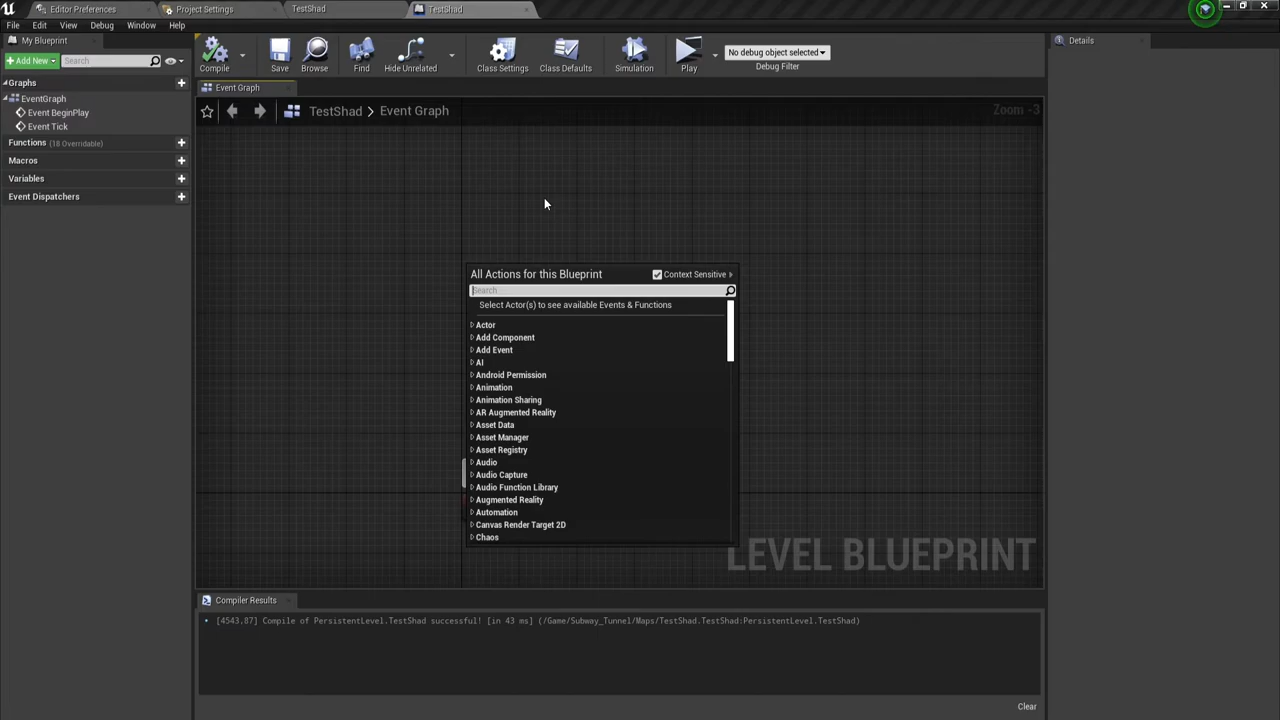 Editor Preferences
Project Settings
TestShad
TestShad
File Edit View Debug Window Help
My Blueprint
Add New
Search
Graphs
EventGraph
Event BeginPlay
Event Tick
Functions (18 Overridable)
Macros
Variables
Event Dispatchers
Compile
Save
Browse
Find
Hide Unrelated
Class Settings
Class Defaults
Simulation
Play
No debug object selected
Debug Filter
Event Graph
TestShad > Event Graph
Zoom -3
All Actions for this Blueprint
Context Sensitive
Search
Select Actor(s) to see available Events & Functions
Actor
Add Component
Add Event
AI
Android Permission
Animation
Animation Sharing
AR Augmented Reality
Asset Data
Asset Manager
Asset Registry
Audio
Audio Capture
Audio Function Library
Augmented Reality
Automation
Canvas Render Target 2D
Chaos
LEVEL BLUEPRINT
Compiler Results
[4543.87] Compile of PersistentLevel.TestShad successful! [in 43 ms] (/Game/Subway_Tunnel/Maps/TestShad.TestShad:PersistentLevel.TestShad)
Clear
Details